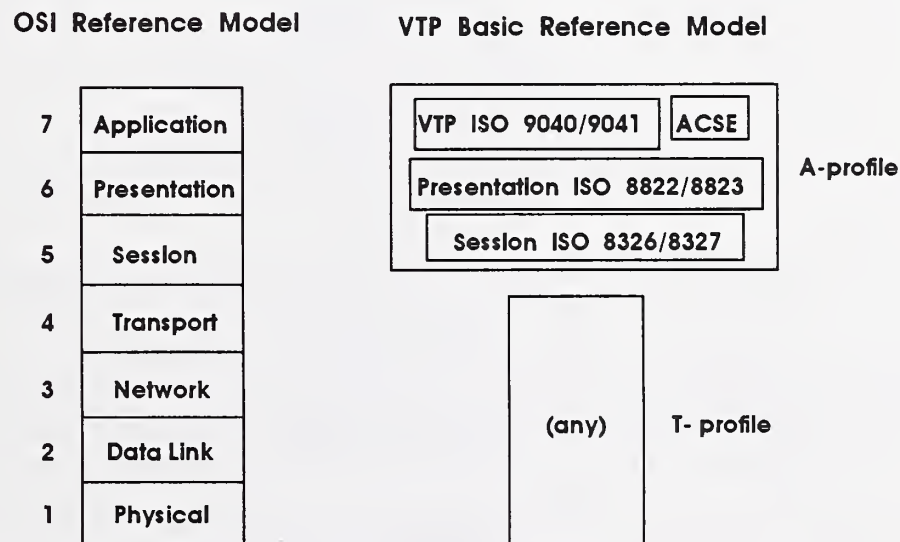 OSI Reference Model
VTP Basic Reference Model
7 Application
6 Presentation
5 Session
4 Transport
3 Network
2 Data Link
1 Physical
VTP ISO 9040/9041
ACSE
Presentation ISO 8822/8823
Session ISO 8326/8327
A-profile
(any)
T- profile